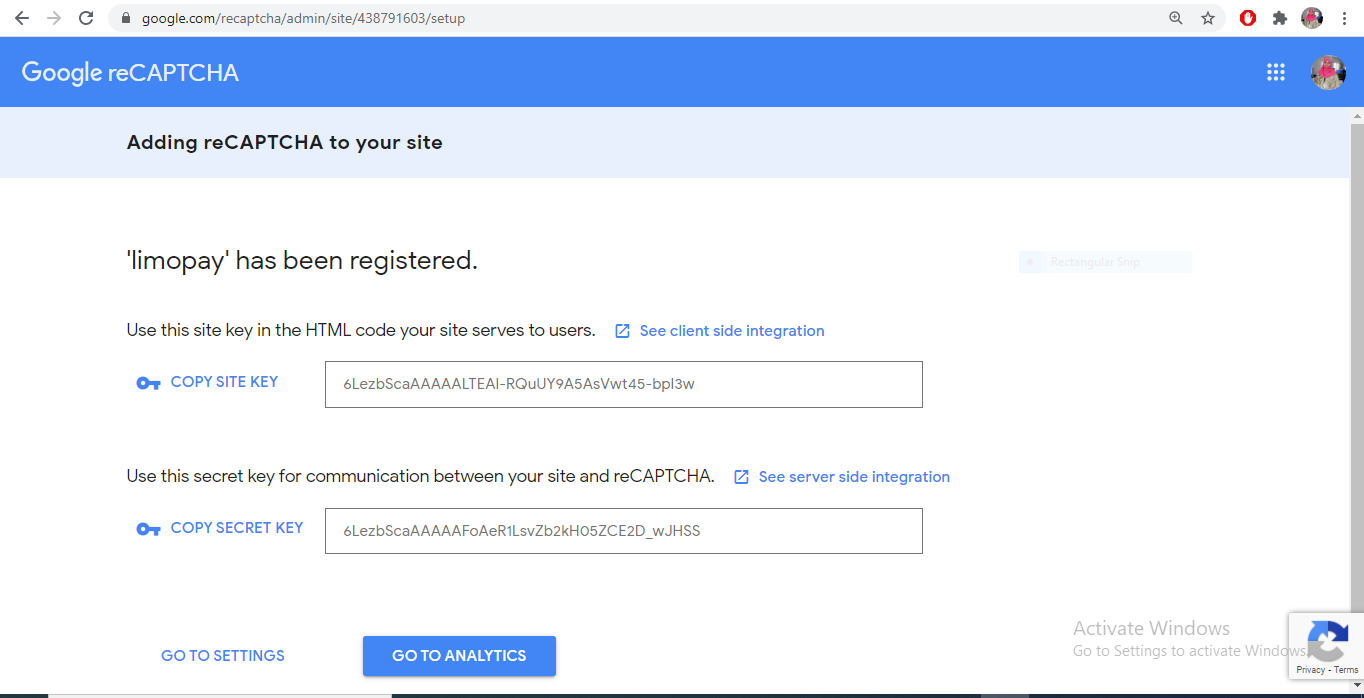 google.com/recaptcha/admin/site/438791603/setup
Google reCAPTCHA
Adding reCAPTCHA to your site
'limopay' has been registered.
Rectangular Snip
Use this site key in the HTML code your site serves to users. See client side integration
COPY SITE KEY 6LezbScaAAAAALTEAI-RQuUY9A5AsVwt45-bpI3w
Use this secret key for communication between your site and reCAPTCHA. See server side integration
COPY SECRET KEY 6LezbScaAAAAAFoAeR1LsvZb2kH05ZCE2D_wJHSS
GO TO SETTINGS GO TO ANALYTICS
Activate Windows
Go to Settings to activate Windows.
Privacy - Terms